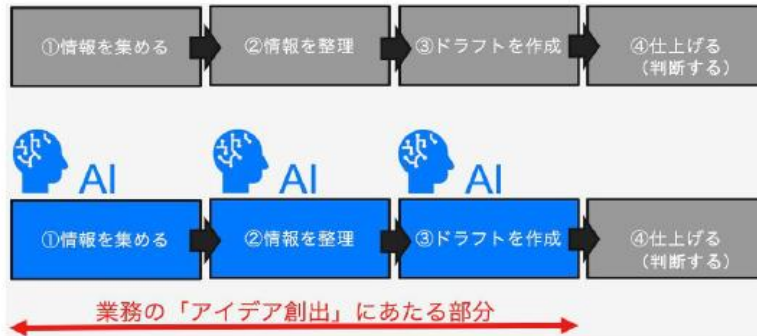 ①情報を集める
②情報を整理
③ドラフトを作成
④仕上げる
(判断する)
AI
AI
AI
①情報を集める
②情報を整理
③ドラフトを作成
④仕上げる
(判断する)
業務の「アイデア創出」にあたる部分